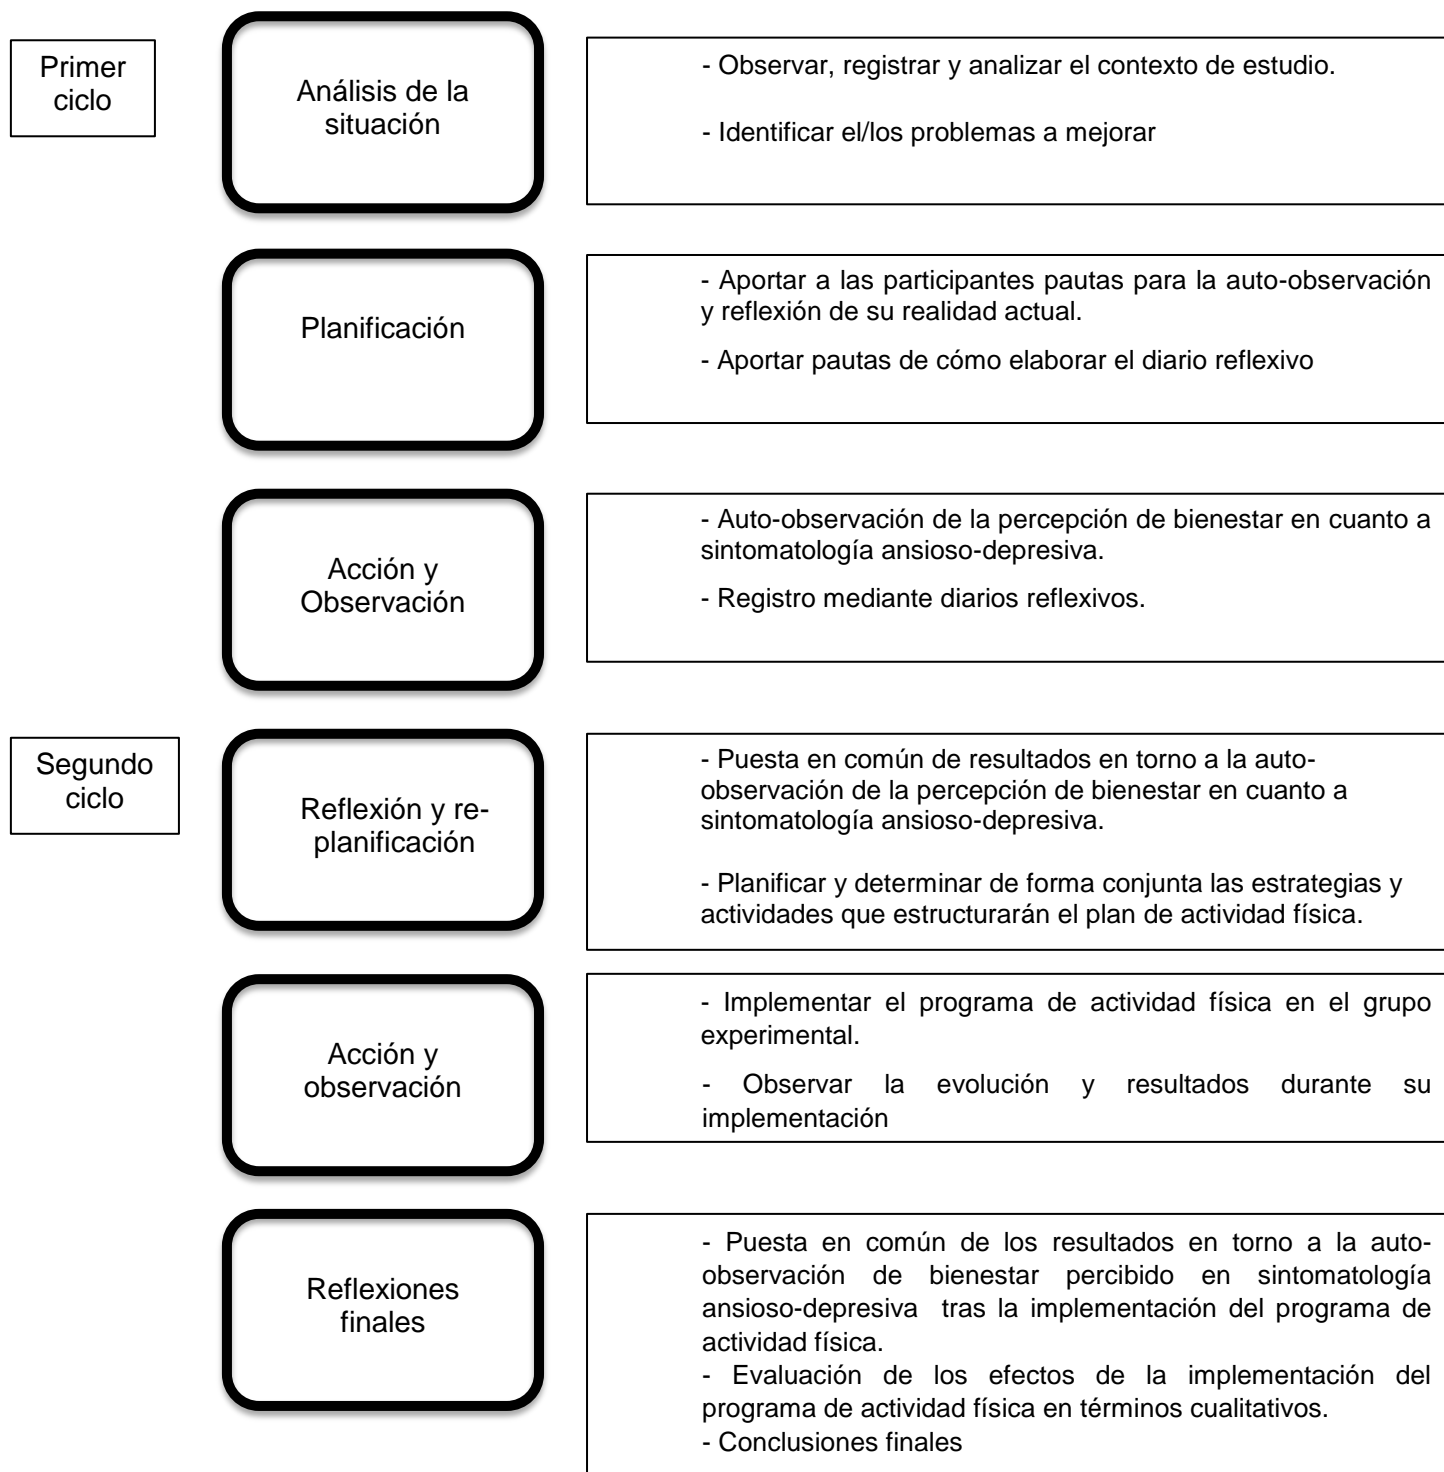 Primer
ciclo
Análisis de la
situación
- Observar, registrar y analizar el contexto de estudio.
- Identificar el/los problemas a mejorar
Planificación
- Aportar a las participantes pautas para la auto-observación
y reflexión de su realidad actual.
- Aportar pautas de cómo elaborar el diario reflexivo
Acción y
Observación
- Auto-observación de la percepción de bienestar en cuanto a
sintomatología ansioso-depresiva.
- Registro mediante diarios reflexivos.
Segundo
ciclo
Reflexión y re-
planificación
- Puesta en común de resultados en torno a la auto-
observación de la percepción de bienestar en cuanto a
sintomatología ansioso-depresiva.
- Planificar y determinar de forma conjunta las estrategias y
actividades que estructurarán el plan de actividad física.
Acción y
observación
- Implementar el programa de actividad física en el grupo
experimental.
- Observar la evolución y resultados durante su
implementación
Reflexiones
finales
- Puesta en común de los resultados en torno a la auto-
observación de bienestar percibido en sintomatología
ansioso-depresiva tras la implementación del programa de
actividad física.
- Evaluación de los efectos de la implementación del
programa de actividad física en términos cualitativos.
- Conclusiones finales